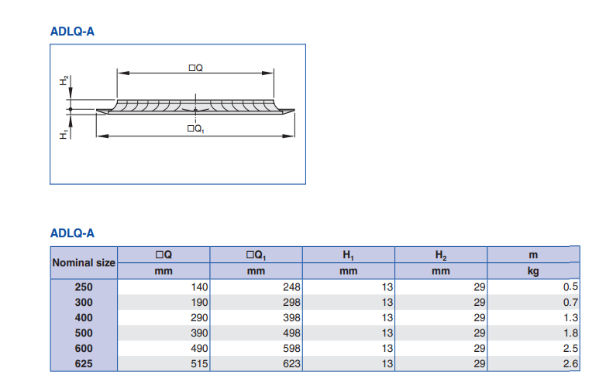 ADLQ-A
□Q
H₂
H₁
□Q₁
ADLQ-A
Nominal size □Q □Q₁ H₁ H₂ m
mm mm mm mm kg
250 140 248 13 29 0.5
300 190 298 13 29 0.7
400 290 398 13 29 1.3
500 390 498 13 29 1.8
600 490 598 13 29 2.5
625 515 623 13 29 2.6